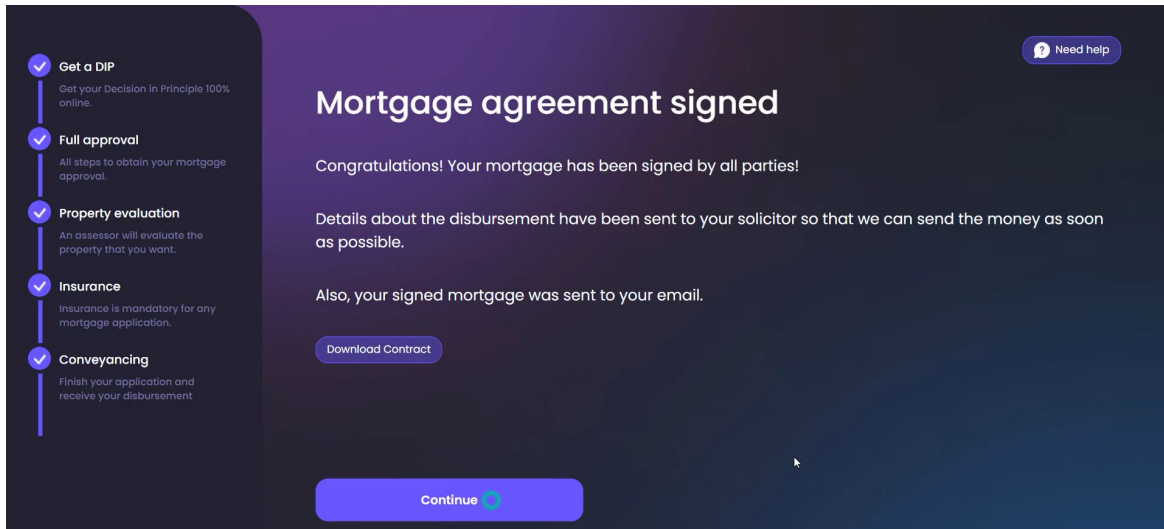 Get a DIP
Get your Decision in Principle 100%
online.
Full approval
All steps to obtain your mortgage
approval.
Property evaluation
An assessor will evaluate the
property that you want.
Insurance
Insurance is mandatory for any
mortgage application.
Conveyancing
Finish your application and
receive your disbursement
? Need help
Mortgage agreement signed
Congratulations! Your mortgage has been signed by all parties!
Details about the disbursement have been sent to your solicitor so that we can send the money as soon
as possible.
Also, your signed mortgage was sent to your email.
Download Contract
Continue